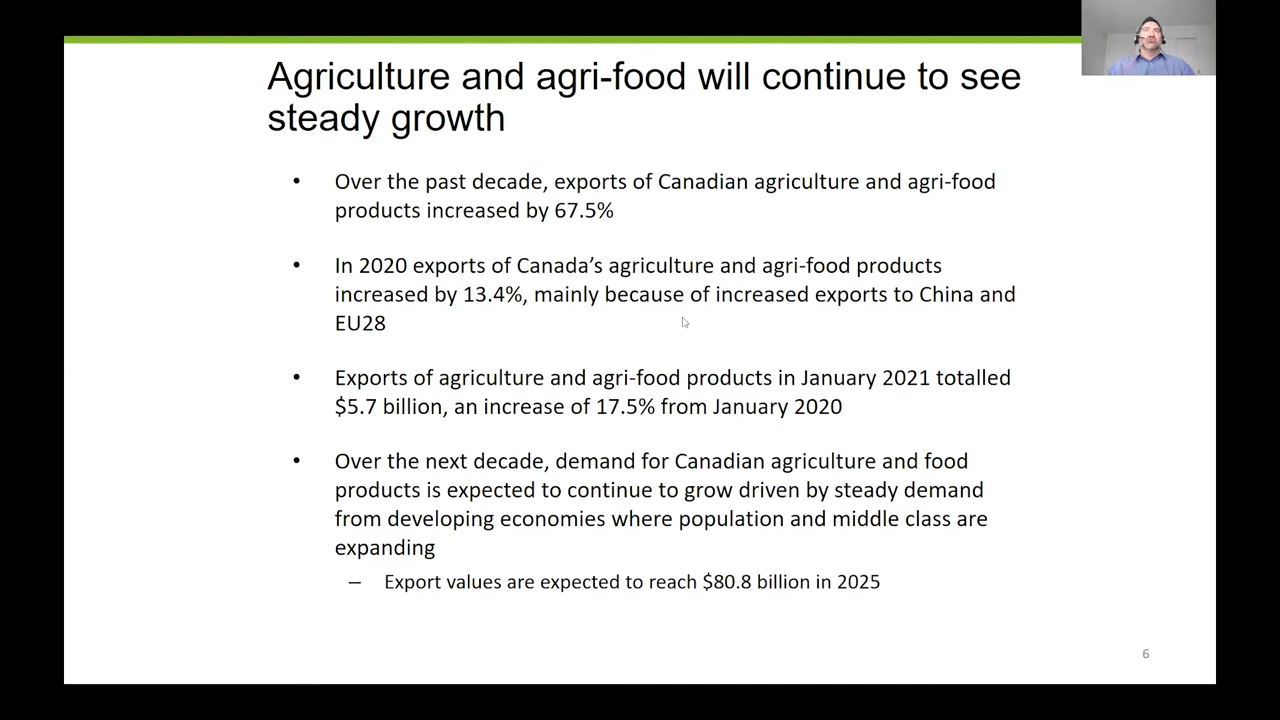 Agriculture and agri-food will continue to see
steady growth
• Over the past decade, exports of Canadian agriculture and agri-food
products increased by 67.5%
• In 2020 exports of Canada’s agriculture and agri-food products
increased by 13.4%, mainly because of increased exports to China and
EU28
• Exports of agriculture and agri-food products in January 2021 totalled
$5.7 billion, an increase of 17.5% from January 2020
• Over the next decade, demand for Canadian agriculture and food
products is expected to continue to grow driven by steady demand
from developing economies where population and middle class are
expanding
– Export values are expected to reach $80.8 billion in 2025
6